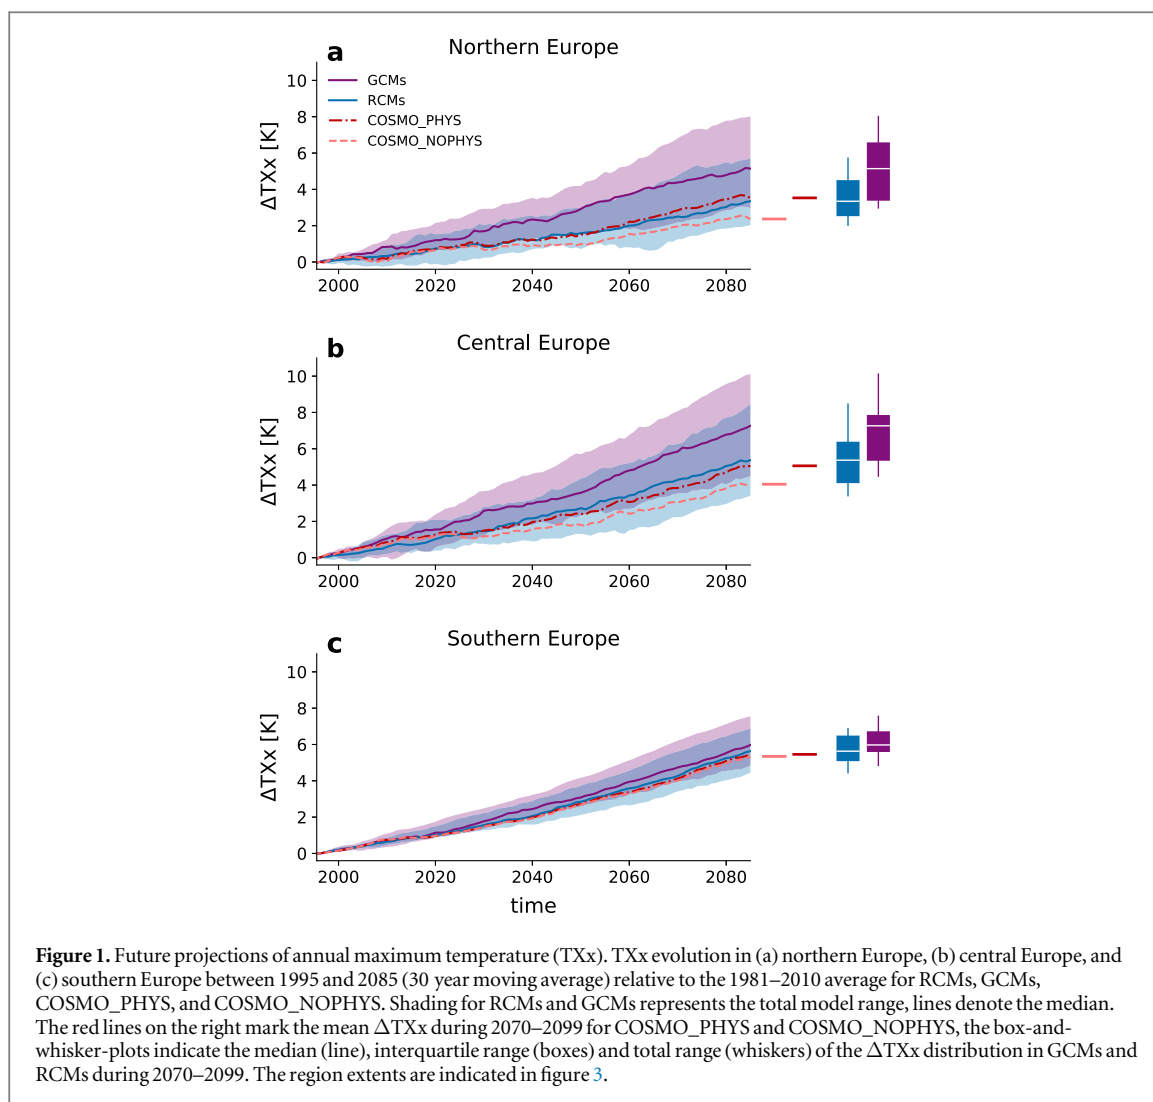 a
Northern Europe
GCMs
RCMs
COSMO_PHYS
COSMO_NOPHYS
ΔTXx [K]
10
8
6
4
2
0
2000 2020 2040 2060 2080
b
Central Europe
ΔTXx [K]
10
8
6
4
2
0
2000 2020 2040 2060 2080
c
Southern Europe
ΔTXx [K]
10
8
6
4
2
0
2000 2020 2040 2060 2080
time
Figure 1. Future projections of annual maximum temperature (TXx). TXx evolution in (a) northern Europe, (b) central Europe, and
(c) southern Europe between 1995 and 2085 (30 year moving average) relative to the 1981–2010 average for RCMs, GCMs,
COSMO_PHYS, and COSMO_NOPHYS. Shading for RCMs and GCMs represents the total model range, lines denote the median.
The red lines on the right mark the mean ΔTXx during 2070–2099 for COSMO_PHYS and COSMO_NOPHYS, the box-and-
whisker-plots indicate the median (line), interquartile range (boxes) and total range (whiskers) of the ΔTXx distribution in GCMs and
RCMs during 2070–2099. The region extents are indicated in figure 3.